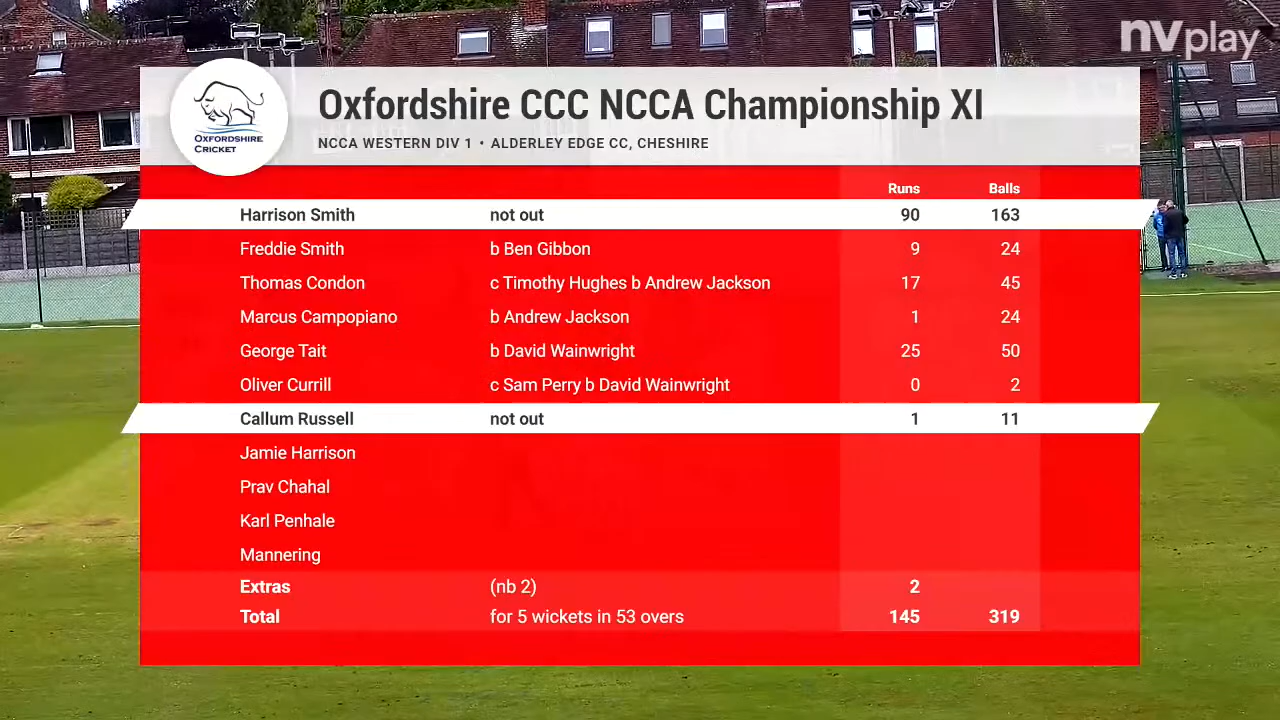 nvplay
Oxfordshire CCC NCCA Championship XI
NCCA WESTERN DIV 1 • ALDERLEY EDGE CC, CHESHIRE
OXFORDSHIRE
CRICKET
Runs Balls
Harrison Smith not out 90 163
Freddie Smith b Ben Gibbon 9 24
Thomas Condon c Timothy Hughes b Andrew Jackson 17 45
Marcus Campopiano b Andrew Jackson 1 24
George Tait b David Wainwright 25 50
Oliver Currill c Sam Perry b David Wainwright 0 2
Callum Russell not out 1 11
Jamie Harrison
Prav Chahal
Karl Penhale
Mannering
Extras (nb 2) 2
Total for 5 wickets in 53 overs 145 319